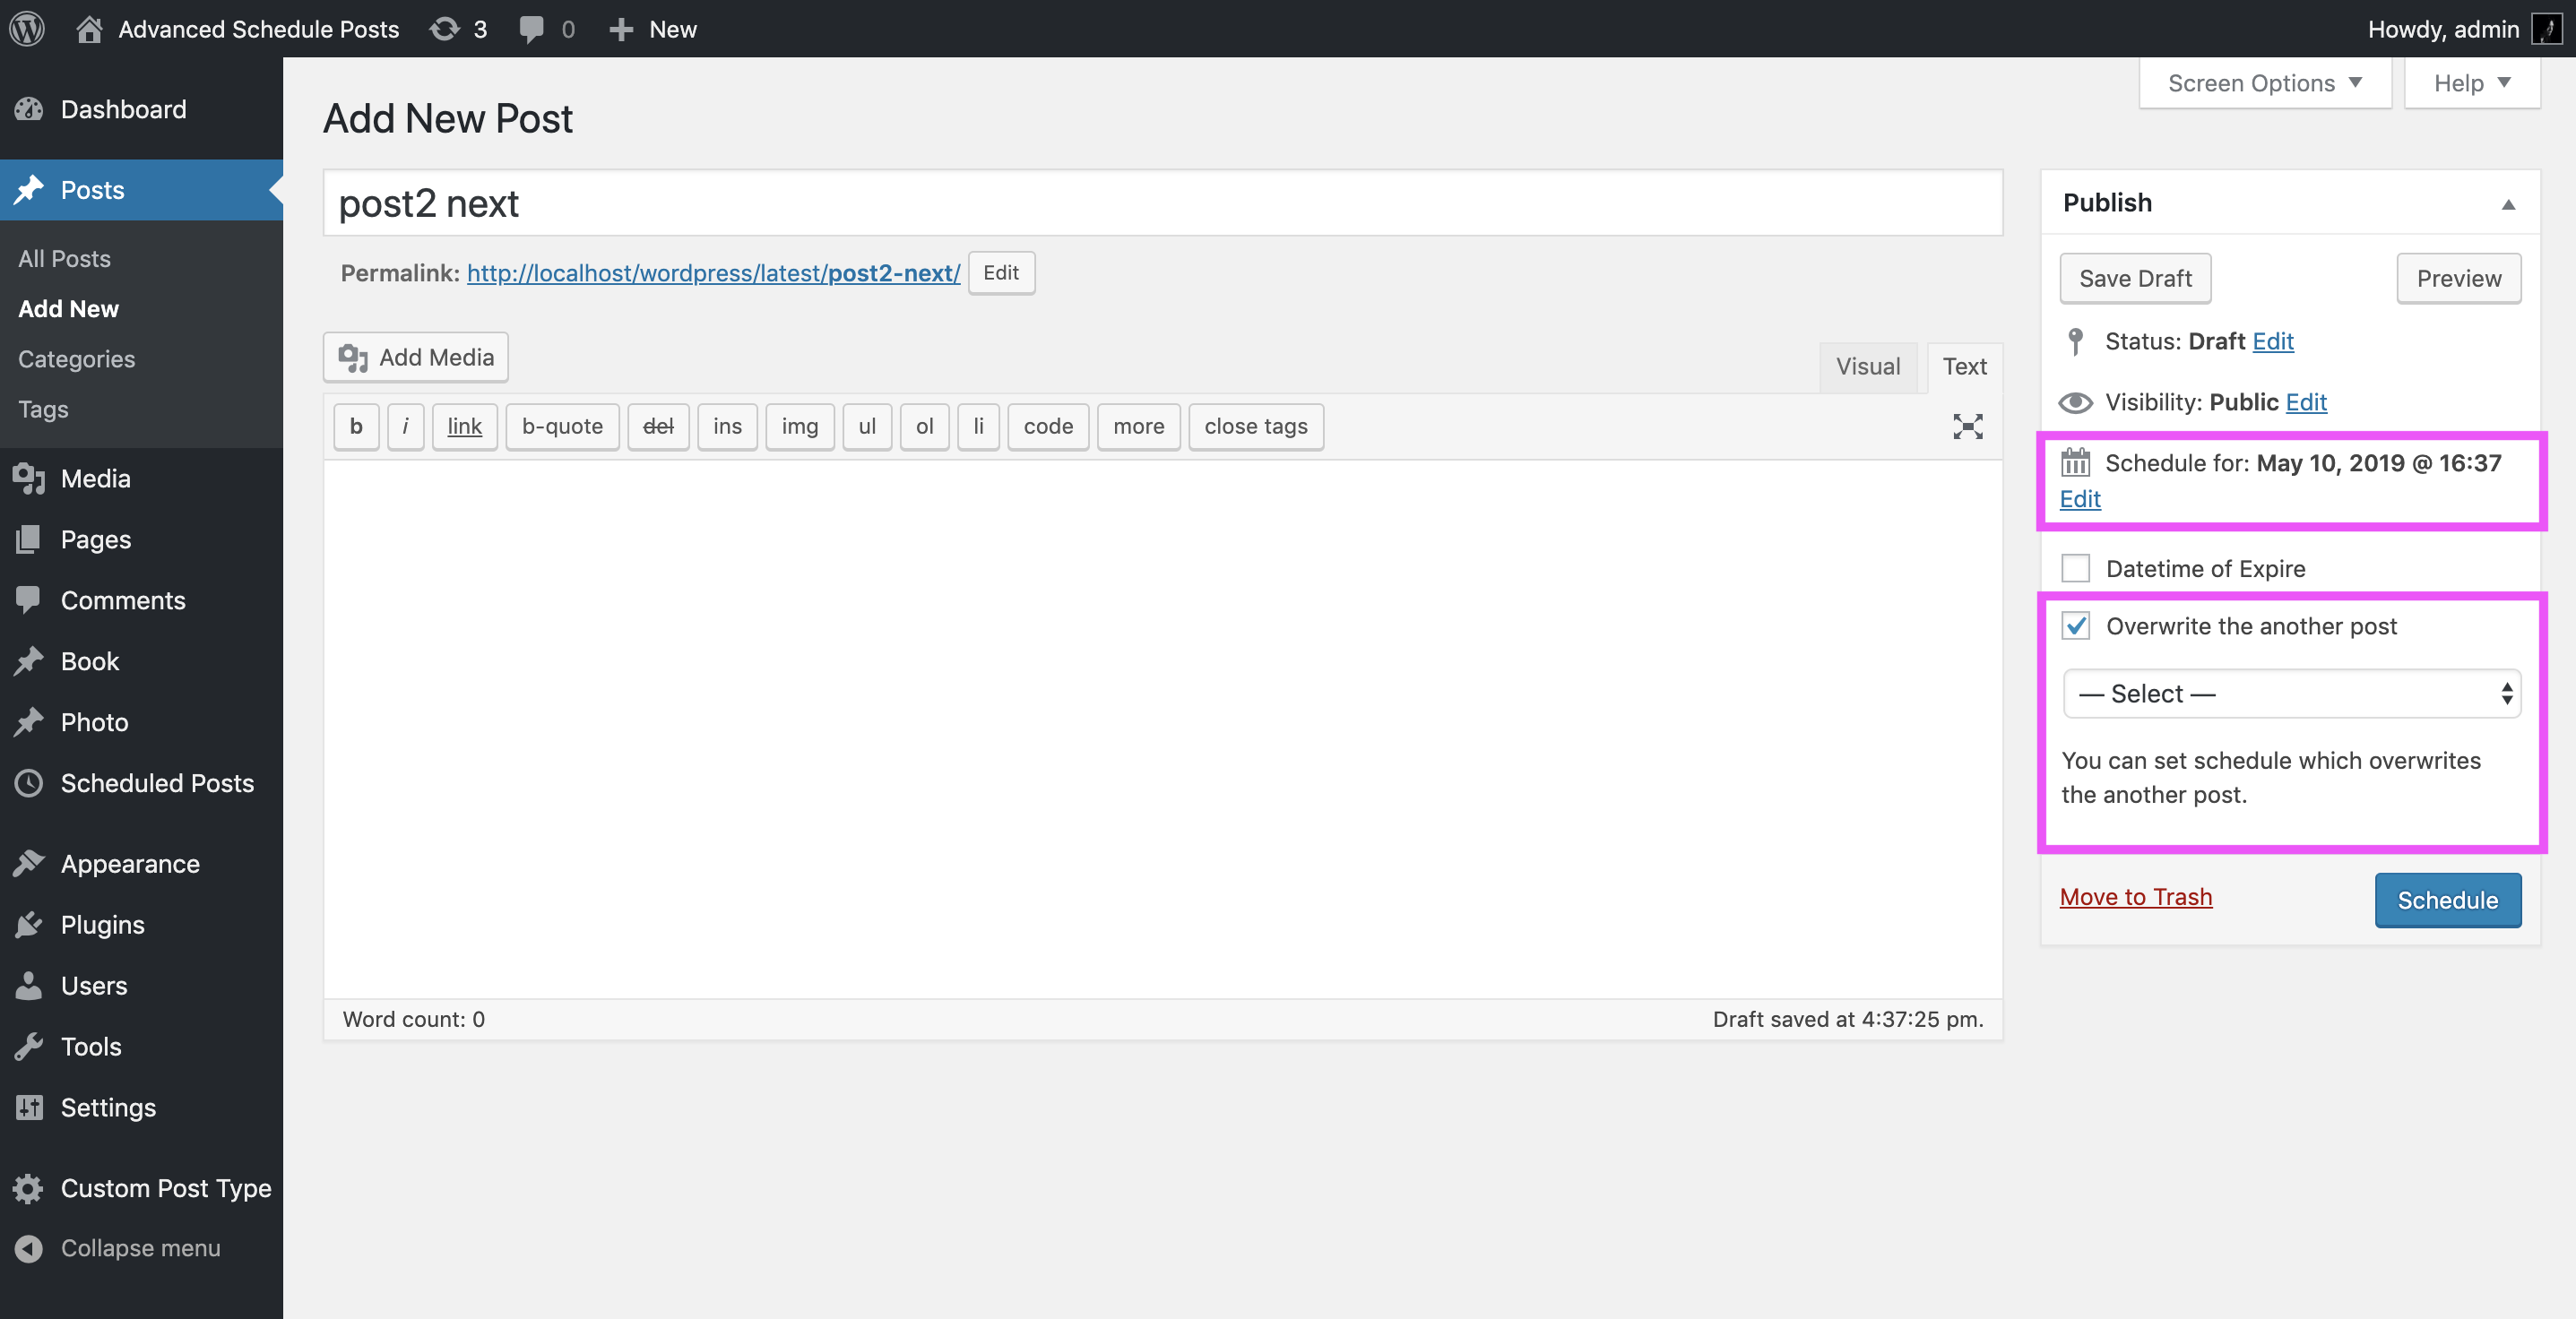 Advanced Schedule Posts 3 0 New Howdy, admin
Screen Options Help
Dashboard
Posts
All Posts
Add New
Categories
Tags
Media
Pages
Comments
Book
Photo
Scheduled Posts
Appearance
Plugins
Users
Tools
Settings
Custom Post Type
Collapse menu
Add New Post
post2 next
Permalink: http://localhost/wordpress/latest/post2-next/ Edit
Add Media
Visual Text
b i link b-quote del ins img ul ol li code more close tags
Word count: 0 Draft saved at 4:37:25 pm.
Publish
Save Draft Preview
Status: Draft Edit
Visibility: Public Edit
Schedule for: May 10, 2019 @ 16:37
Edit
Datetime of Expire
Overwrite the another post
— Select —
You can set schedule which overwrites
the another post.
Move to Trash Schedule